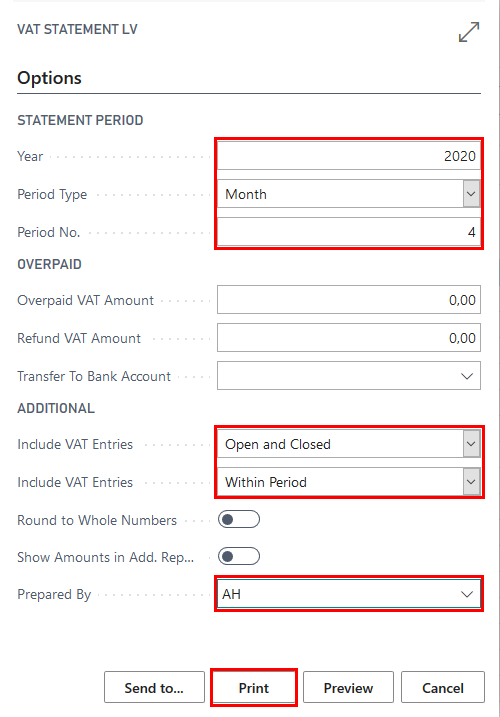 VAT STATEMENT LV
Options
STATEMENT PERIOD
Year 2020
Period Type Month
Period No. 4
OVERPAID
Overpaid VAT Amount 0,00
Refund VAT Amount 0,00
Transfer To Bank Account
ADDITIONAL
Include VAT Entries Open and Closed
Include VAT Entries Within Period
Round to Whole Numbers
Show Amounts in Add. Rep...
Prepared By AH
Send to... Print Preview Cancel